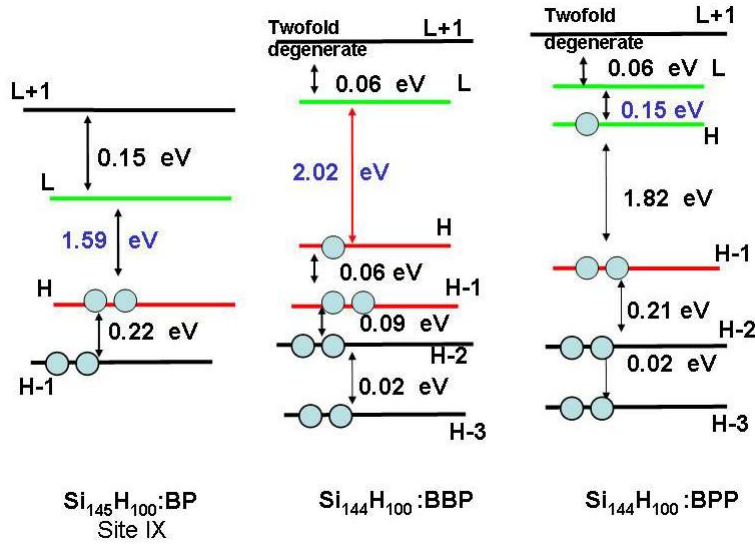 L+1
0.15 eV
L
1.59 eV
H
0.22 eV
H-1
Si₁₄₅H₁₀₀:BP
Site IX
Twofold
degenerate
L+1
0.06 eV
L
2.02 eV
H
0.06 eV
H-1
0.09 eV
H-2
0.02 eV
H-3
Si₁₄₄H₁₀₀:BBP
Twofold
degenerate
L+1
0.06 eV
L
0.15 eV
H
1.82 eV
H-1
0.21 eV
H-2
0.02 eV
H-3
Si₁₄₄H₁₀₀:BPP